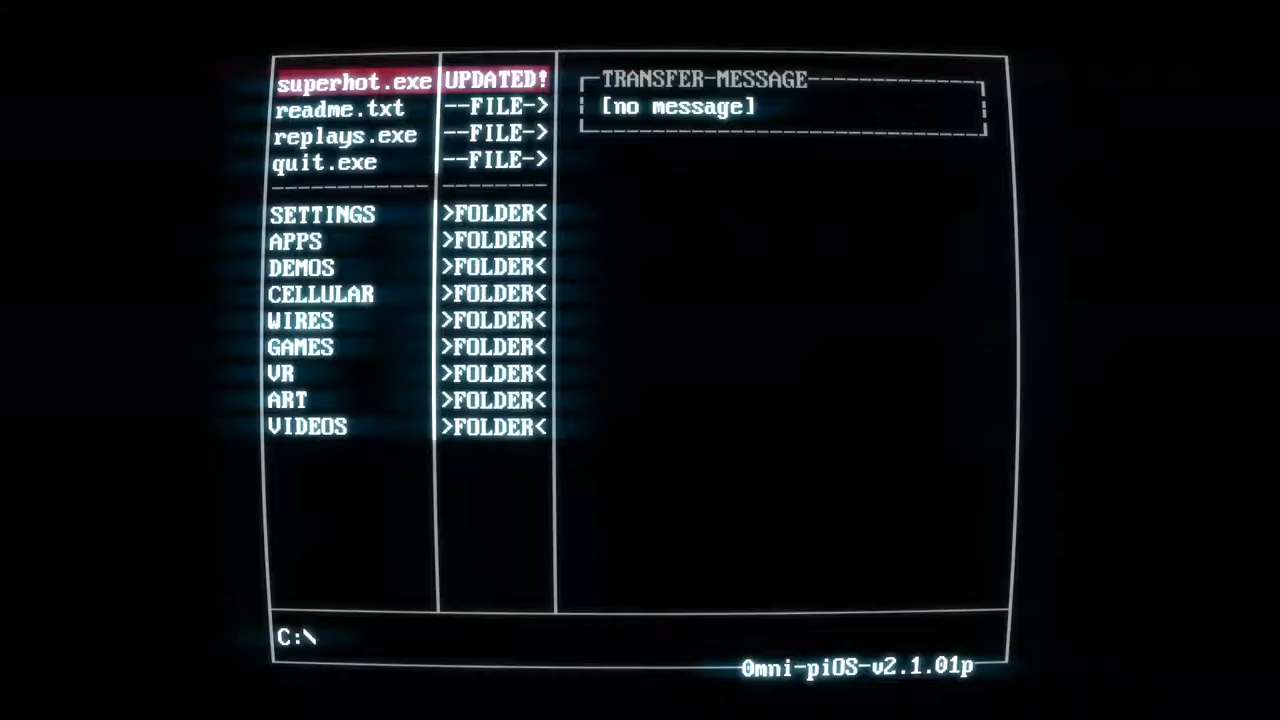 superhot.exe UPDATED!
readme.txt --FILE->
replays.exe --FILE->
quit.exe --FILE->
SETTINGS >FOLDER<
APPS >FOLDER<
DEMOS >FOLDER<
CELLULAR >FOLDER<
WIRES >FOLDER<
GAMES >FOLDER<
VR >FOLDER<
ART >FOLDER<
VIDEOS >FOLDER<
TRANSFER-MESSAGE
[no message]
C:\
0mni-piOS-v2.1.01p